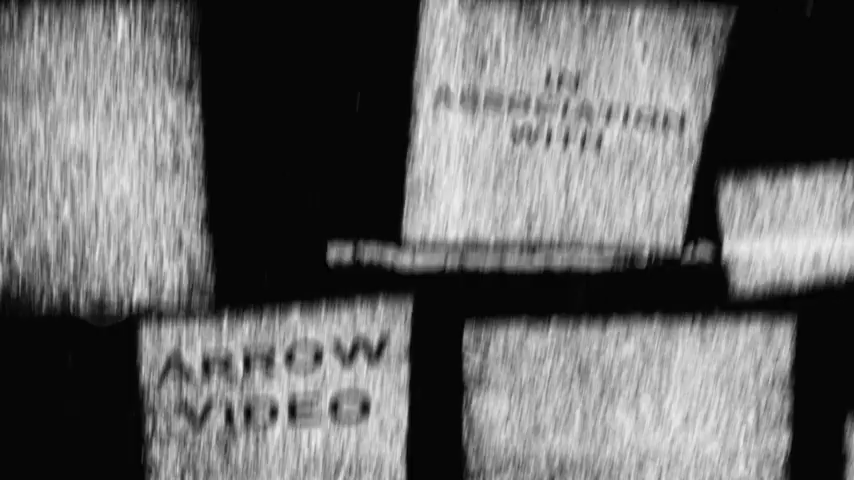 IN
ASSOCIATION
WITH
ARROW
VIDEO